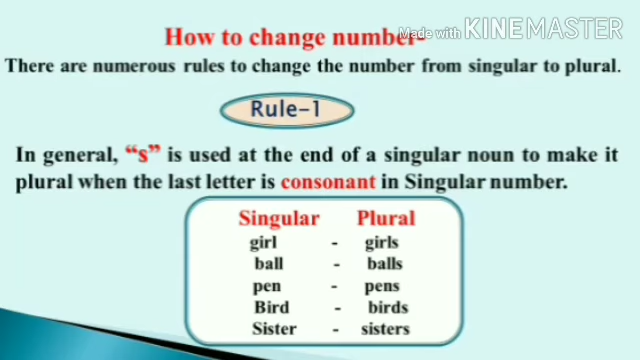 How to change number-
Made with KINEMASTER
There are numerous rules to change the number from singular to plural.
Rule-1
In general, “s” is used at the end of a singular noun to make it
plural when the last letter is consonant in Singular number.
Singular Plural
girl - girls
ball - balls
pen - pens
Bird - birds
Sister - sisters